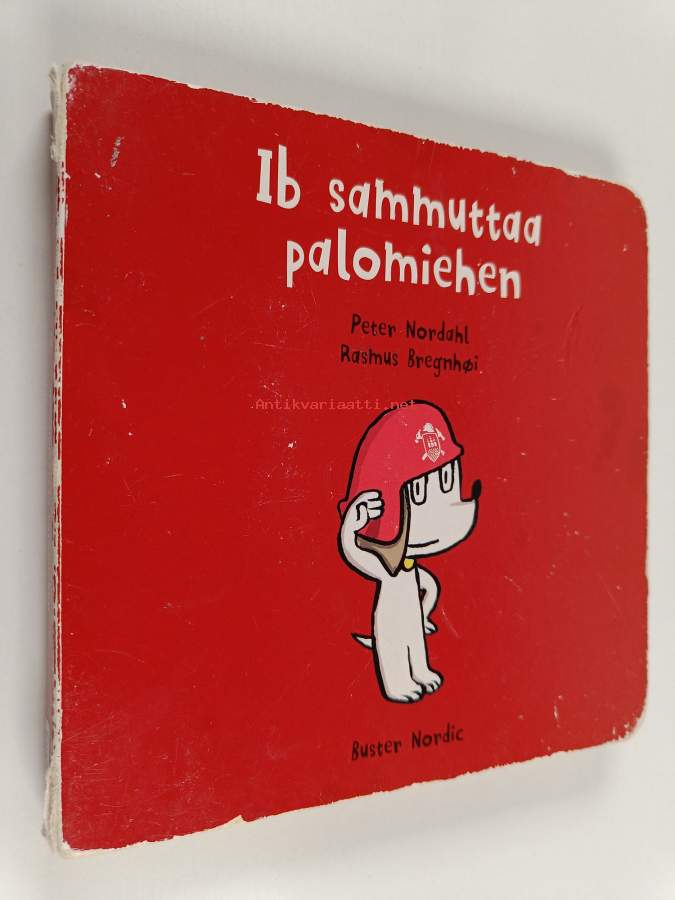 Ib sammuttaa
palomiehen
Peter Nordahl
Rasmus Bregnhøi
Antikvariaatti.net
Buster Nordic